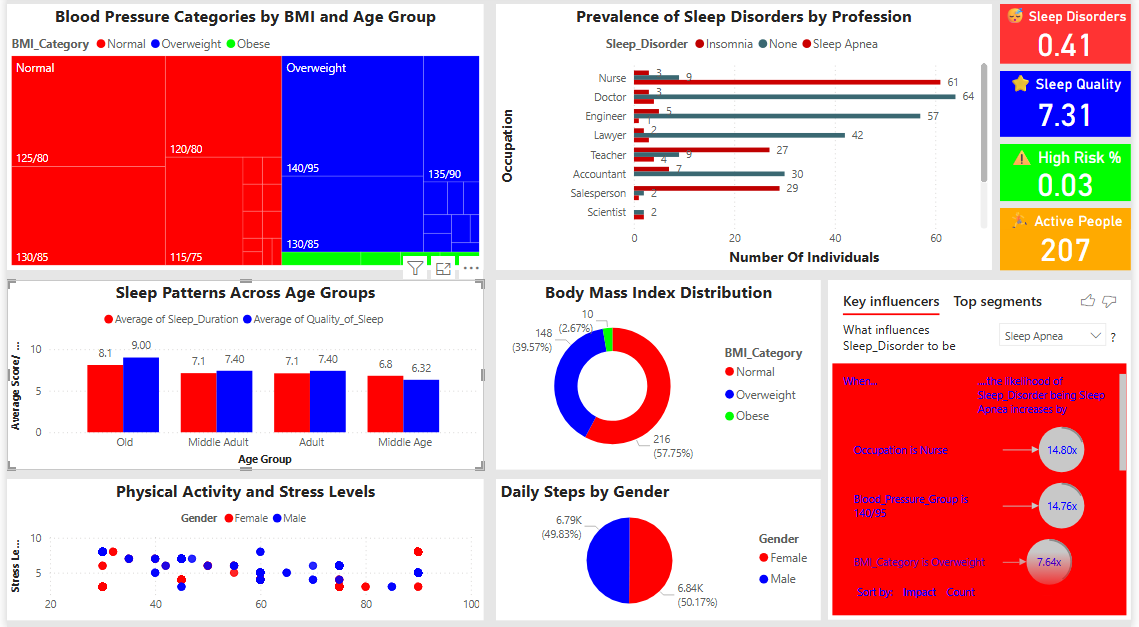 Blood Pressure Categories by BMI and Age Group
BMI_Category Normal Overweight Obese
Normal
125/80
130/85
120/80
115/75
Overweight
140/95
130/85
135/90
Prevalence of Sleep Disorders by Profession
Sleep_Disorder Insomnia None Sleep Apnea
Occupation
Nurse 3 9 61
Doctor 3 64
Engineer 5 57 1
Lawyer 2 42
Teacher 27 9 4
Accountant 7 30
Salesperson 29 2
Scientist 2
0 20 40 60
Number Of Individuals
Sleep Disorders
0.41
Sleep Quality
7.31
High Risk %
0.03
Active People
207
Sleep Patterns Across Age Groups
Average of Sleep_Duration Average of Quality_of_Sleep
Average Score/ ...
10
5
0
8.1 9.00
7.1 7.40
7.1 7.40
6.8 6.32
Old Middle Adult Adult Middle Age
Age Group
Body Mass Index Distribution
10
(2.67%)
148
(39.57%)
216
(57.75%)
BMI_Category
Normal
Overweight
Obese
Key influencers Top segments
What influences
Sleep_Disorder to be
Sleep Apnea
?
When...
....the likelihood of
Sleep_Disorder being Sleep
Apnea increases by
Occupation is Nurse
14.80x
Blood_Pressure_Group is
140/95
14.76x
BMI_Category is Overweight
7.64x
Sort by: Impact Count
Physical Activity and Stress Levels
Gender Female Male
Stress Le...
10
5
20 40 60 80 100
Daily Steps by Gender
6.79K
(49.83%)
6.84K
(50.17%)
Gender
Female
Male